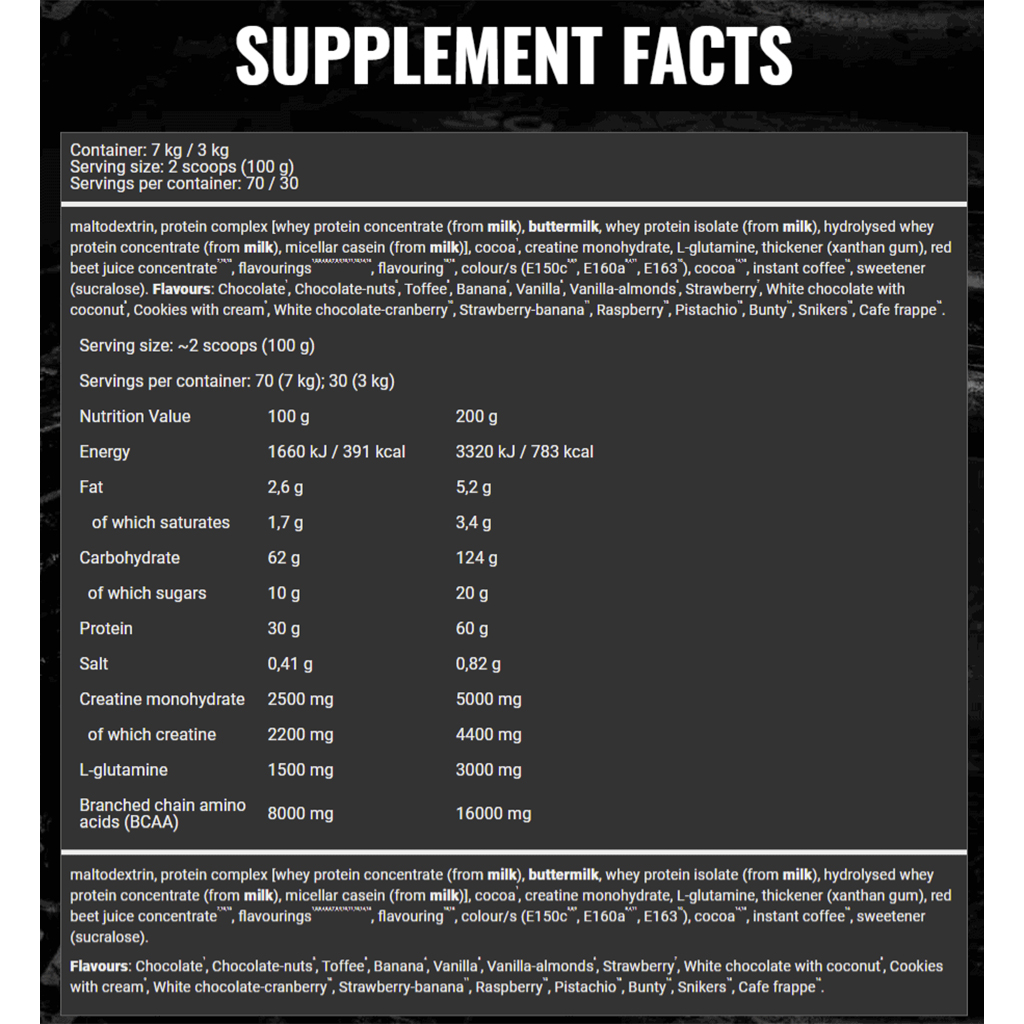 SUPPLEMENT FACTS
Container: 7 kg / 3 kg
Serving size: 2 scoops (100 g)
Servings per container: 70 / 30
maltodextrin, protein complex [whey protein concentrate (from milk), buttermilk, whey protein isolate (from milk), hydrolysed whey
protein concentrate (from milk), micellar casein (from milk)], cocoa, creatine monohydrate, L-glutamine, thickener (xanthan gum), red
beet juice concentrate, flavourings, flavouring, colour/s (E150c, E160a, E163), cocoa, instant coffee, sweetener
(sucralose). Flavours: Chocolate, Chocolate-nuts, Toffee, Banana, Vanilla, Vanilla-almonds, Strawberry, White chocolate with
coconut, Cookies with cream, White chocolate-cranberry, Strawberry-banana, Raspberry, Pistachio, Bunty, Snikers, Cafe frappe.
Serving size: ~2 scoops (100 g)
Servings per container: 70 (7 kg); 30 (3 kg)
Nutrition Value 100 g 200 g
Energy 1660 kJ / 391 kcal 3320 kJ / 783 kcal
Fat 2,6 g 5,2 g
of which saturates 1,7 g 3,4 g
Carbohydrate 62 g 124 g
of which sugars 10 g 20 g
Protein 30 g 60 g
Salt 0,41 g 0,82 g
Creatine monohydrate 2500 mg 5000 mg
of which creatine 2200 mg 4400 mg
L-glutamine 1500 mg 3000 mg
Branched chain amino
acids (BCAA) 8000 mg 16000 mg
maltodextrin, protein complex [whey protein concentrate (from milk), buttermilk, whey protein isolate (from milk), hydrolysed whey
protein concentrate (from milk), micellar casein (from milk)], cocoa, creatine monohydrate, L-glutamine, thickener (xanthan gum), red
beet juice concentrate, flavourings, flavouring, colour/s (E150c, E160a, E163), cocoa, instant coffee, sweetener
(sucralose).
Flavours: Chocolate, Chocolate-nuts, Toffee, Banana, Vanilla, Vanilla-almonds, Strawberry, White chocolate with coconut, Cookies
with cream, White chocolate-cranberry, Strawberry-banana, Raspberry, Pistachio, Bunty, Snikers, Cafe frappe.